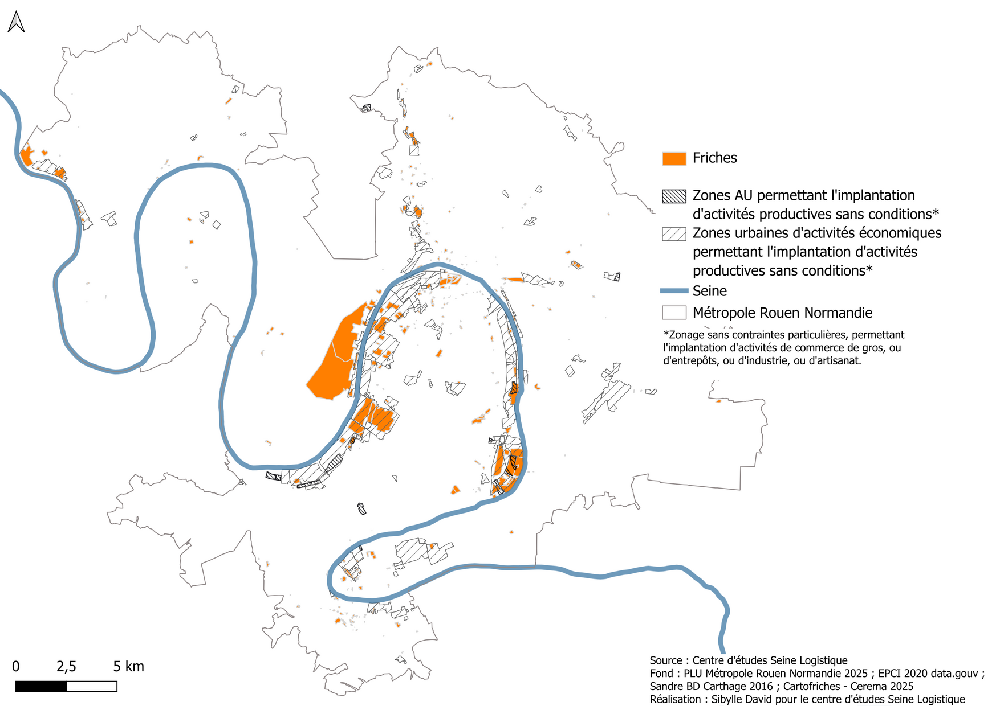 Friches
Zones AU permettant l'implantation
d'activités productives sans conditions*
Zones urbaines d'activités économiques
permettant l'implantation d'activités
productives sans conditions*
Seine
Métropole Rouen Normandie
*Zonage sans contraintes particulières, permettant
l'implantation d'activités de commerce de gros, ou
d'entrepôts, ou d'industrie, ou d'artisanat.
0 2,5 5 km
Source : Centre d'études Seine Logistique
Fond : PLU Métropole Rouen Normandie 2025 ; EPCI 2020 data.gouv ;
Sandre BD Carthage 2016 ; Cartofriches - Cerema 2025
Réalisation : Sibylle David pour le centre d'études Seine Logistique